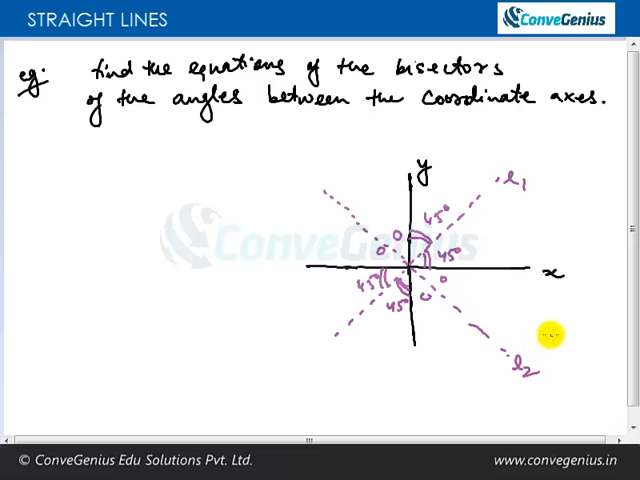 STRAIGHT LINES
ConveGenius
eg: find the equations of the bisectors
of the angles between the coordinate axes.
y
l1
45°
45°
x
45°
45°
l2
ConveGenius
© ConveGenius Edu Solutions Pvt. Ltd.
www.convegenius.in